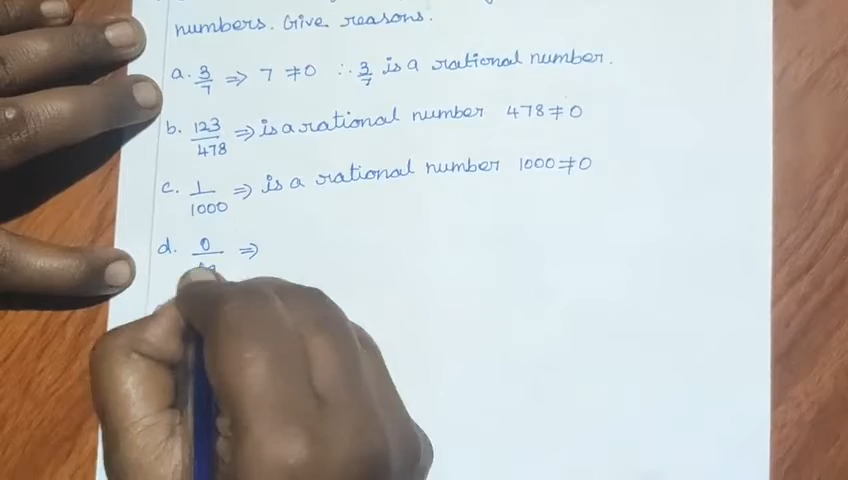 numbers. Give reasons.
a. 3/7 ⇒ 7 ≠ 0 ∴ 3/7 is a rational number.
b. 123/478 ⇒ is a rational number 478 ≠ 0
c. 1/1000 ⇒ is a rational number 1000 ≠ 0
d. 0 ⇒